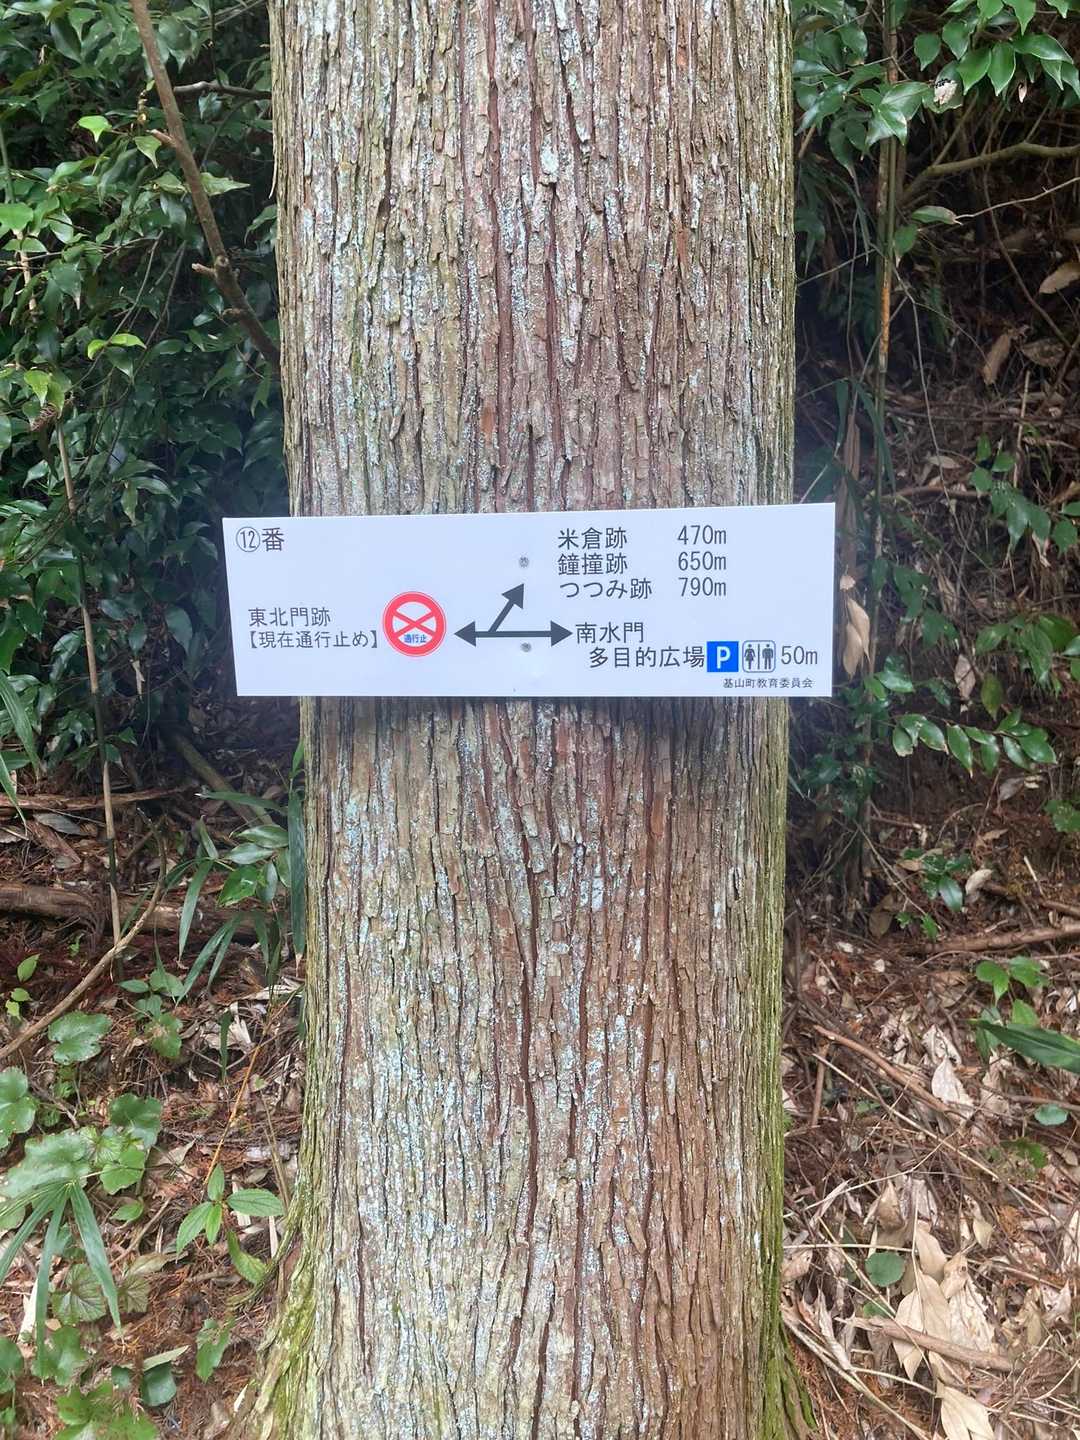 ⑫番
米倉跡 470m
鐘撞跡 650m
つつみ跡 790m
東北門跡
【現在通行止め】
通行止
南水門
多目的広場 P 50m
基山町教育委員会